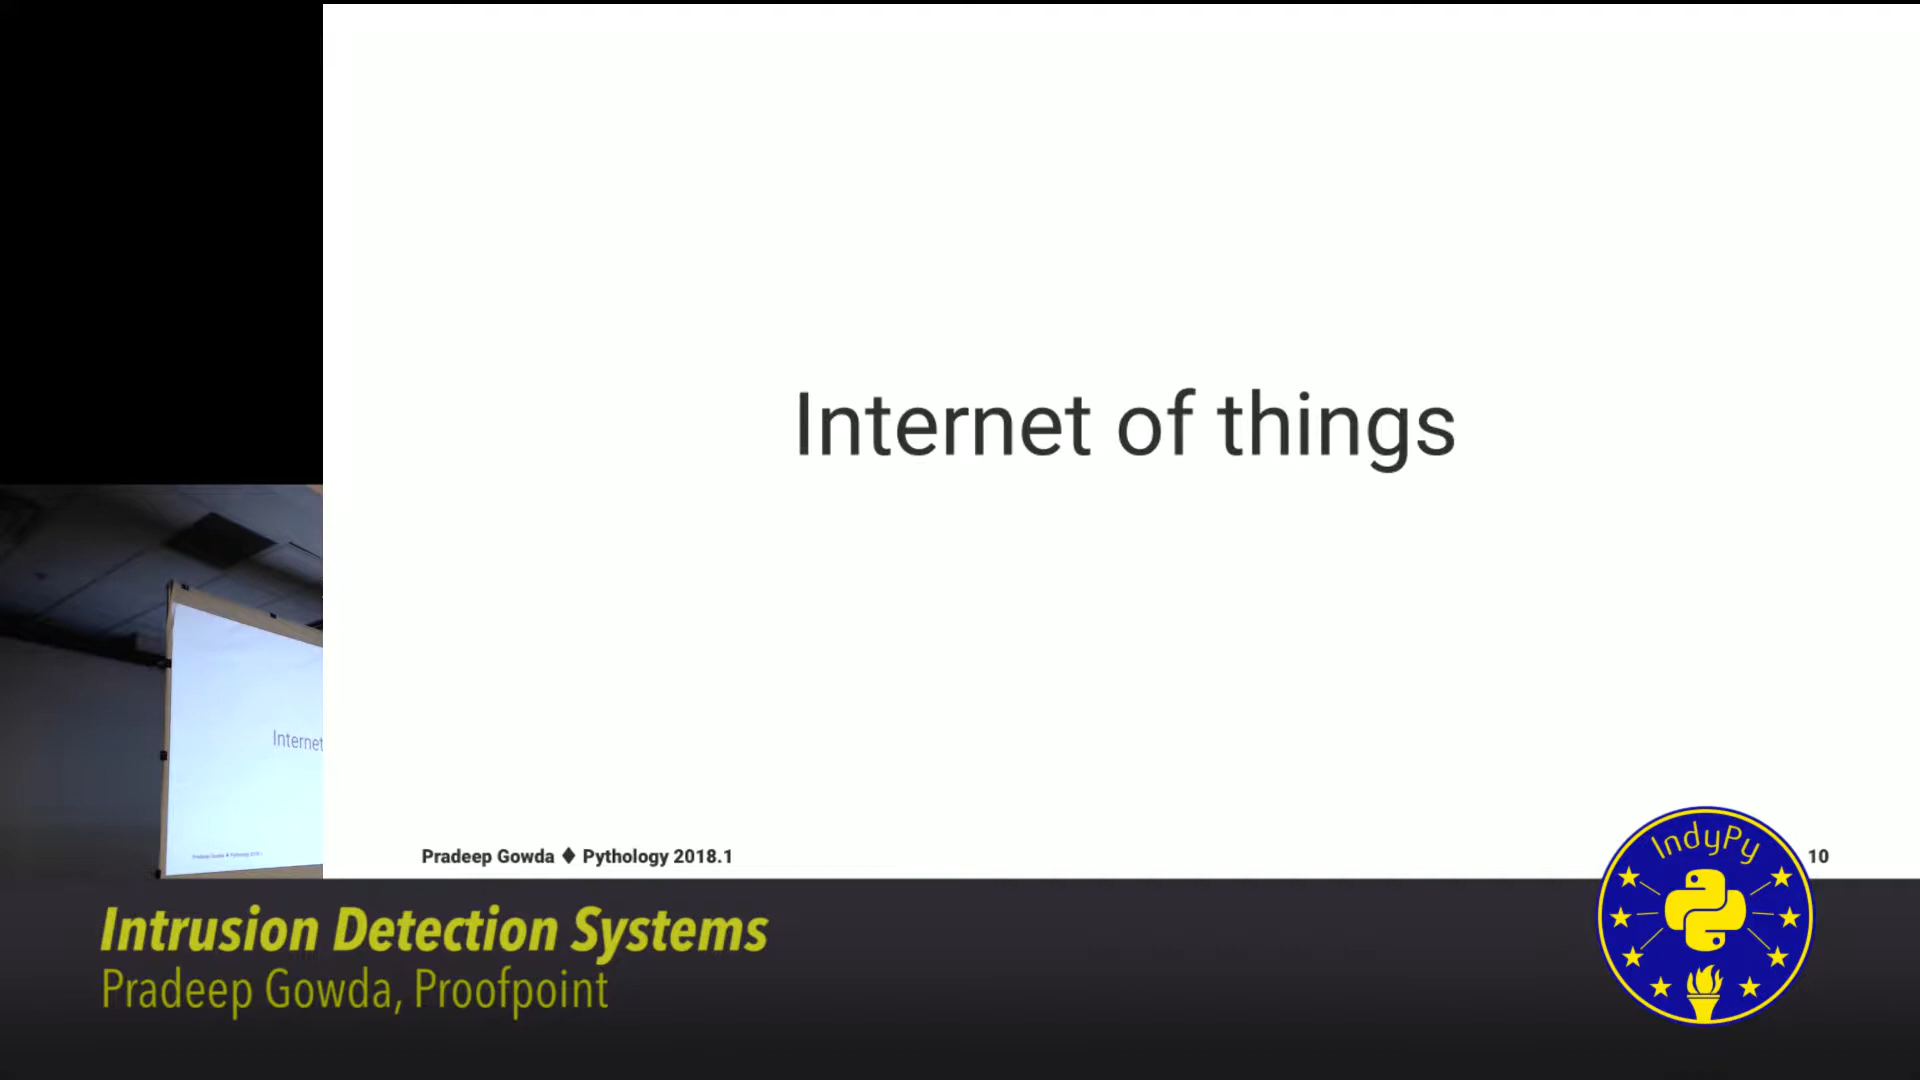 Internet of things
Internet
Pradeep Gowda ♦ Pythology 2018.1
10
IndyPy
Intrusion Detection Systems
Pradeep Gowda, Proofpoint